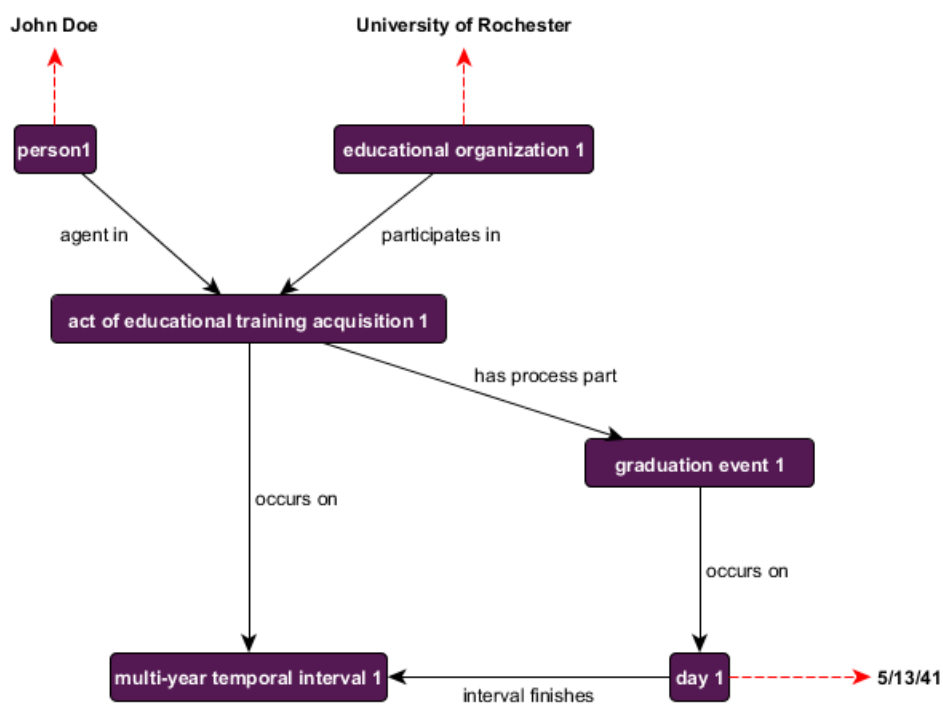 John Doe
University of Rochester
person1
educational organization 1
agent in
participates in
act of educational training acquisition 1
has process part
graduation event 1
occurs on
occurs on
multi-year temporal interval 1
day 1
5/13/41
interval finishes